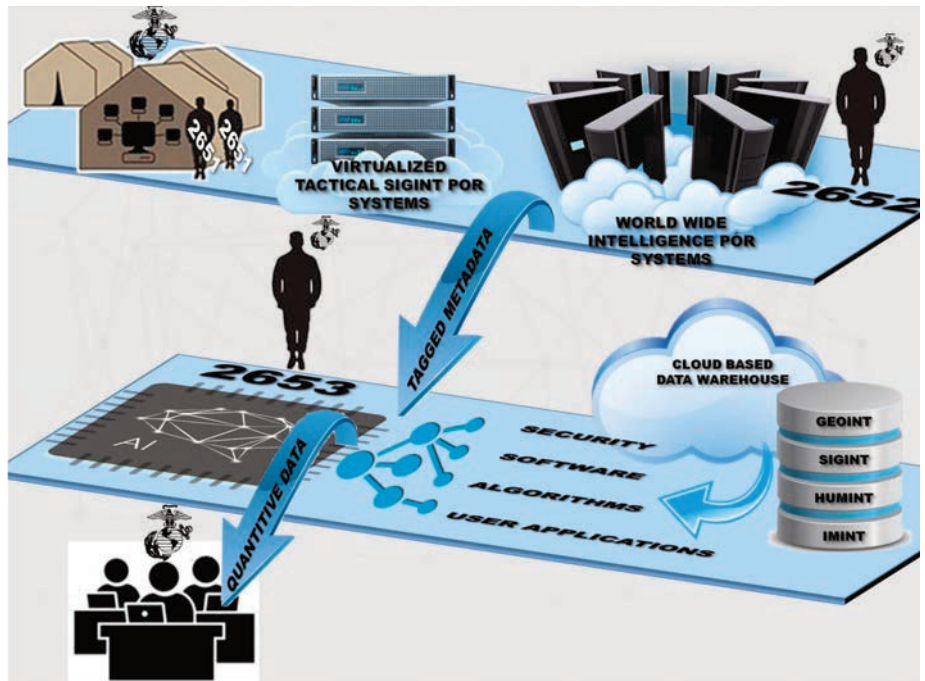 2651
2651
VIRTUALIZED
TACTICAL SIGINT POR
SYSTEMS
WORLD WIDE
INTELLIGENCE POR
SYSTEMS
2652
TAGGED METADATA
2653
AI
CLOUD BASED
DATA WAREHOUSE
GEOINT
SIGINT
HUMINT
IMINT
SECURITY
SOFTWARE
ALGORITHMS
USER APPLICATIONS
QUANTITIVE DATA